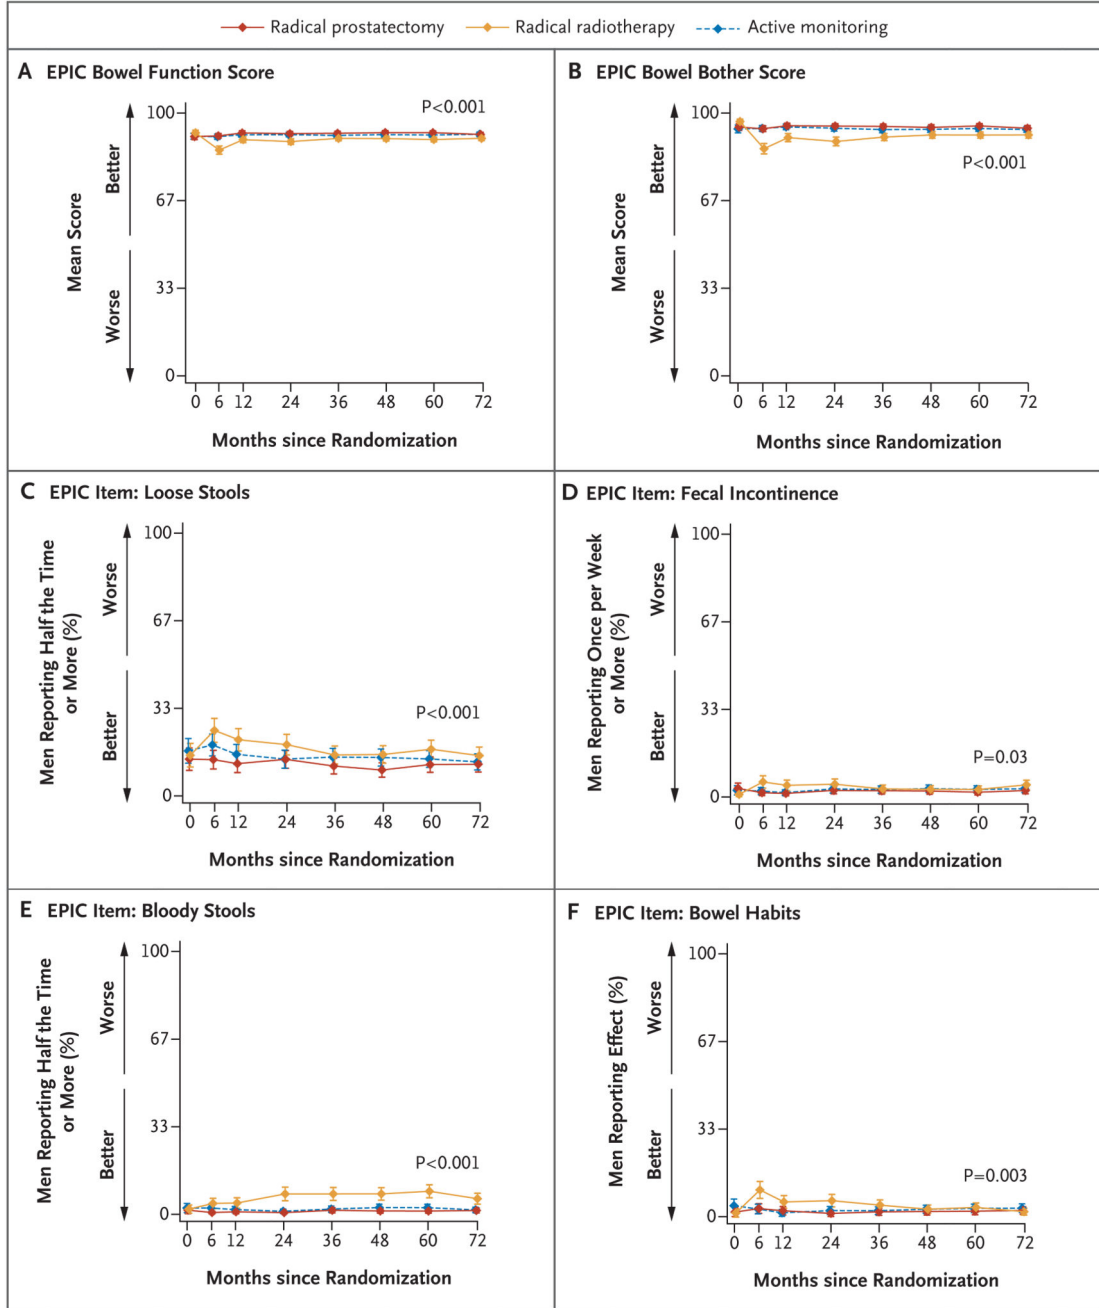 Radical prostatectomy Radical radiotherapy Active monitoring
A EPIC Bowel Function Score
P<0.001
Better
Worse
Mean Score
100
67
33
0
0 6 12 24 36 48 60 72
Months since Randomization
B EPIC Bowel Bother Score
P<0.001
Better
Worse
Mean Score
100
67
33
0
0 6 12 24 36 48 60 72
Months since Randomization
C EPIC Item: Loose Stools
P<0.001
Worse
Better
Men Reporting Half the Time
or More (%)
100
67
33
0
0 6 12 24 36 48 60 72
Months since Randomization
D EPIC Item: Fecal Incontinence
P=0.03
Worse
Better
Men Reporting Once per Week
or More (%)
100
67
33
0
0 6 12 24 36 48 60 72
Months since Randomization
E EPIC Item: Bloody Stools
P<0.001
Worse
Better
Men Reporting Half the Time
or More (%)
100
67
33
0
0 6 12 24 36 48 60 72
Months since Randomization
F EPIC Item: Bowel Habits
P=0.003
Worse
Better
Men Reporting Effect (%)
100
67
33
0
0 6 12 24 36 48 60 72
Months since Randomization